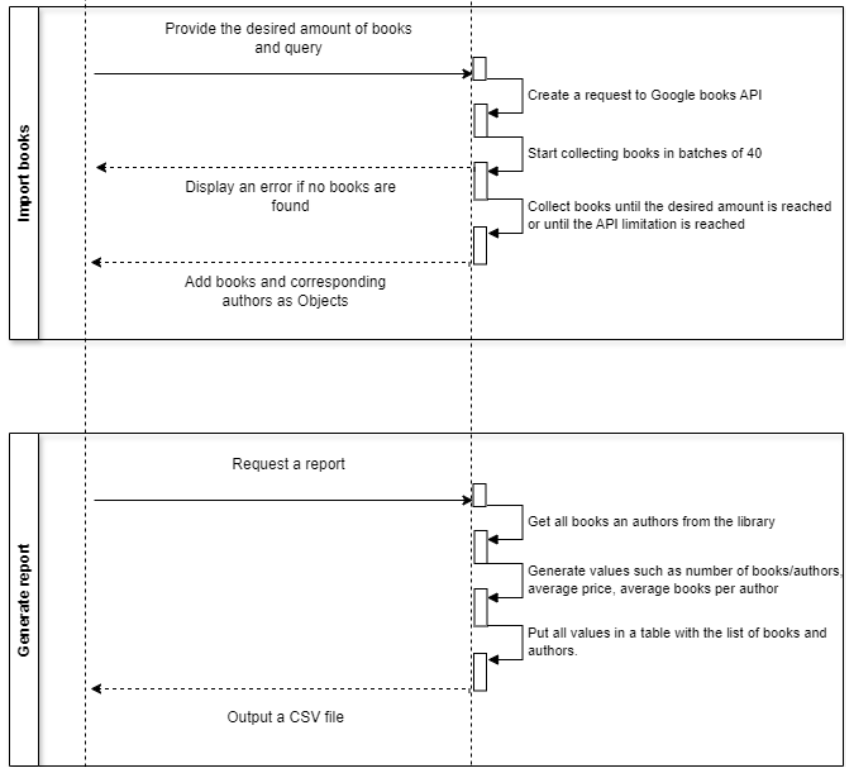 Import books
Provide the desired amount of books
and query
Create a request to Google books API
Start collecting books in batches of 40
Display an error if no books are
found
Collect books until the desired amount is reached
or until the API limitation is reached
Add books and corresponding
authors as Objects
Generate report
Request a report
Get all books an authors from the library
Generate values such as number of books/authors,
average price, average books per author
Put all values in a table with the list of books and
authors.
Output a CSV file